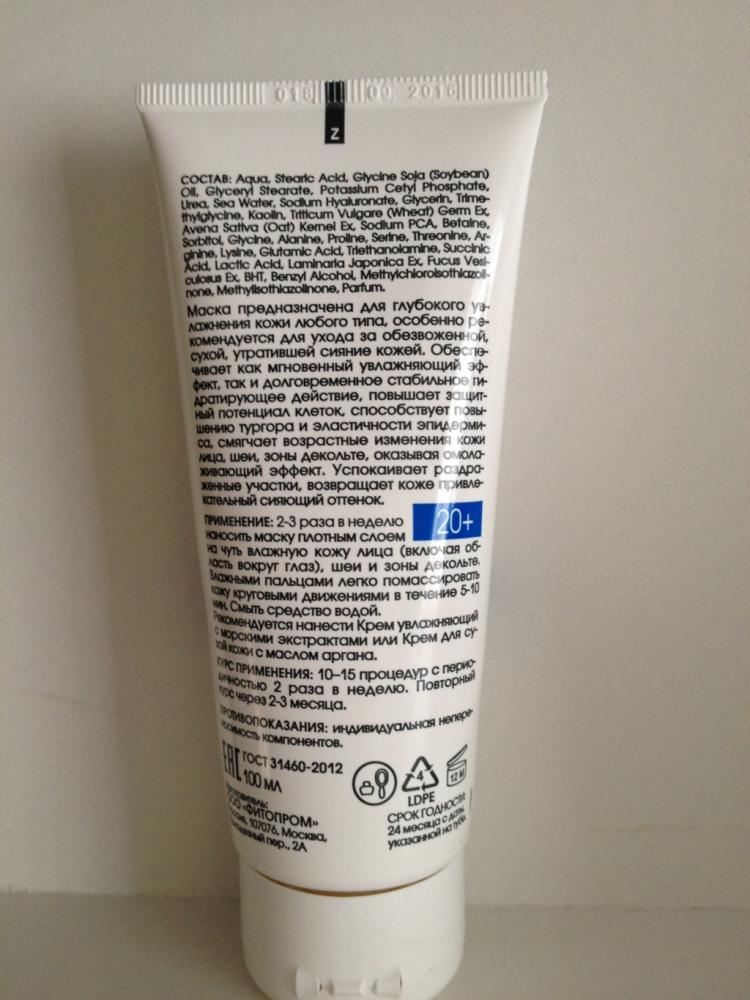 016 09 2016
Z
СОСТАВ: Aqua, Stearic Acid, Glycine Soja (Soybean)
Oil, Glyceryl Stearate, Potassium Cetyl Phosphate,
Urea, Sea Water, Sodium Hyaluronate, Glycerin, Trime-
thylglycine, Kaolin, Triticum Vulgare (Wheat) Germ Ex,
Avena Sativa (Oat) Kernel Ex, Sodium PCA, Betaine,
Sorbitol, Glycine, Alanine, Proline, Serine, Threonine, Ar-
ginine, Lysine, Glutamic Acid, Triethanolamine, Succinic
Acid, Lactic Acid, Laminaria Japonica Ex, Fucus Vesi-
culosus Ex, BHT, Benzyl Alcohol, Methylchloroisothiazoli-
none, Methylisothiazolinone, Parfum.
Маска предназначена для глубокого ув-
лажнения кожи любого типа, особенно ре-
комендуется для ухода за обезвоженной,
сухой, утратившей сияние кожей. Обеспе-
чивает как мгновенный увлажняющий эф-
фект, так и долговременное стабильное ги-
дратирующее действие, повышает защит-
ный потенциал клеток, способствует повы-
шению тургора и эластичности эпидерми-
са, смягчает возрастные изменения кожи
лица, шеи, зоны декольте, оказывая омола-
живающий эффект. Успокаивает раздра-
женные участки, возвращает коже привле-
кательный сияющий оттенок.
ПРИМЕНЕНИЕ: 2-3 раза в неделю
наносить маску плотным слоем
20+
на чуть влажную кожу лица (включая об-
ласть вокруг глаз), шеи и зоны декольте.
Влажными пальцами легко помассировать
кожу круговыми движениями в течение 5-10
мин. Смыть средство водой.
Рекомендуется нанести Крем увлажняющий
с морскими экстрактами или Крем для су-
хой кожи с маслом аргана.
КУРС ПРИМЕНЕНИЯ: 10–15 процедур с перио-
дичностью 2 раза в неделю. Повторный
курс через 2-3 месяца.
ПРОТИВОПОКАЗАНИЯ: индивидуальная непере-
носимость компонентов.
EAC ГОСТ 31460-2012
100 МЛ
4
LDPE
12 M
Изготовитель:
ООО «ФИТОПРОМ»
Россия, 107076, Москва,
пер., 2А
СРОК ГОДНОСТИ:
24 месяца с даты,
указанной на тубе.